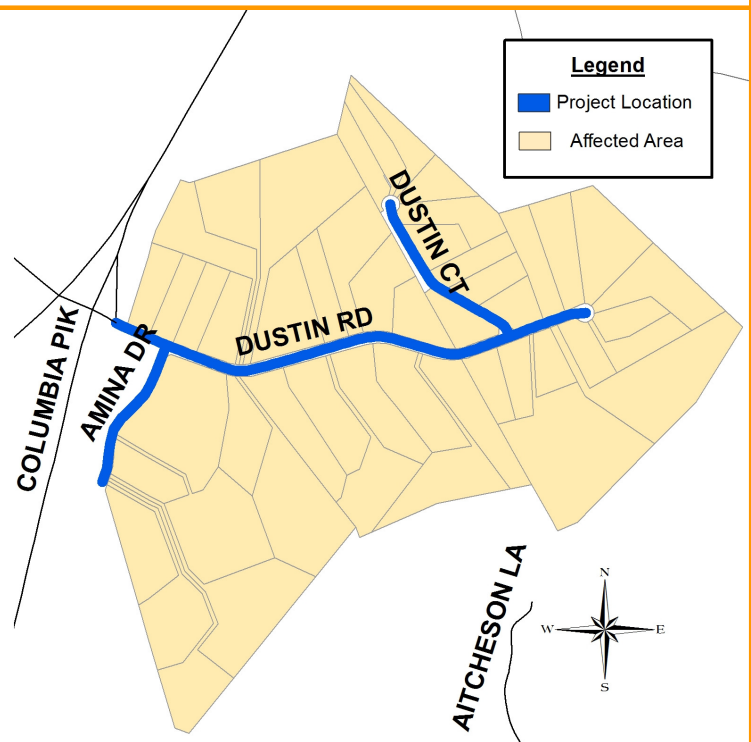 Legend
Project Location
Affected Area
DUSTIN CT
DUSTIN RD
AMINA DR
COLUMBIA PIK
AITCHESON LA
N
W
E
S